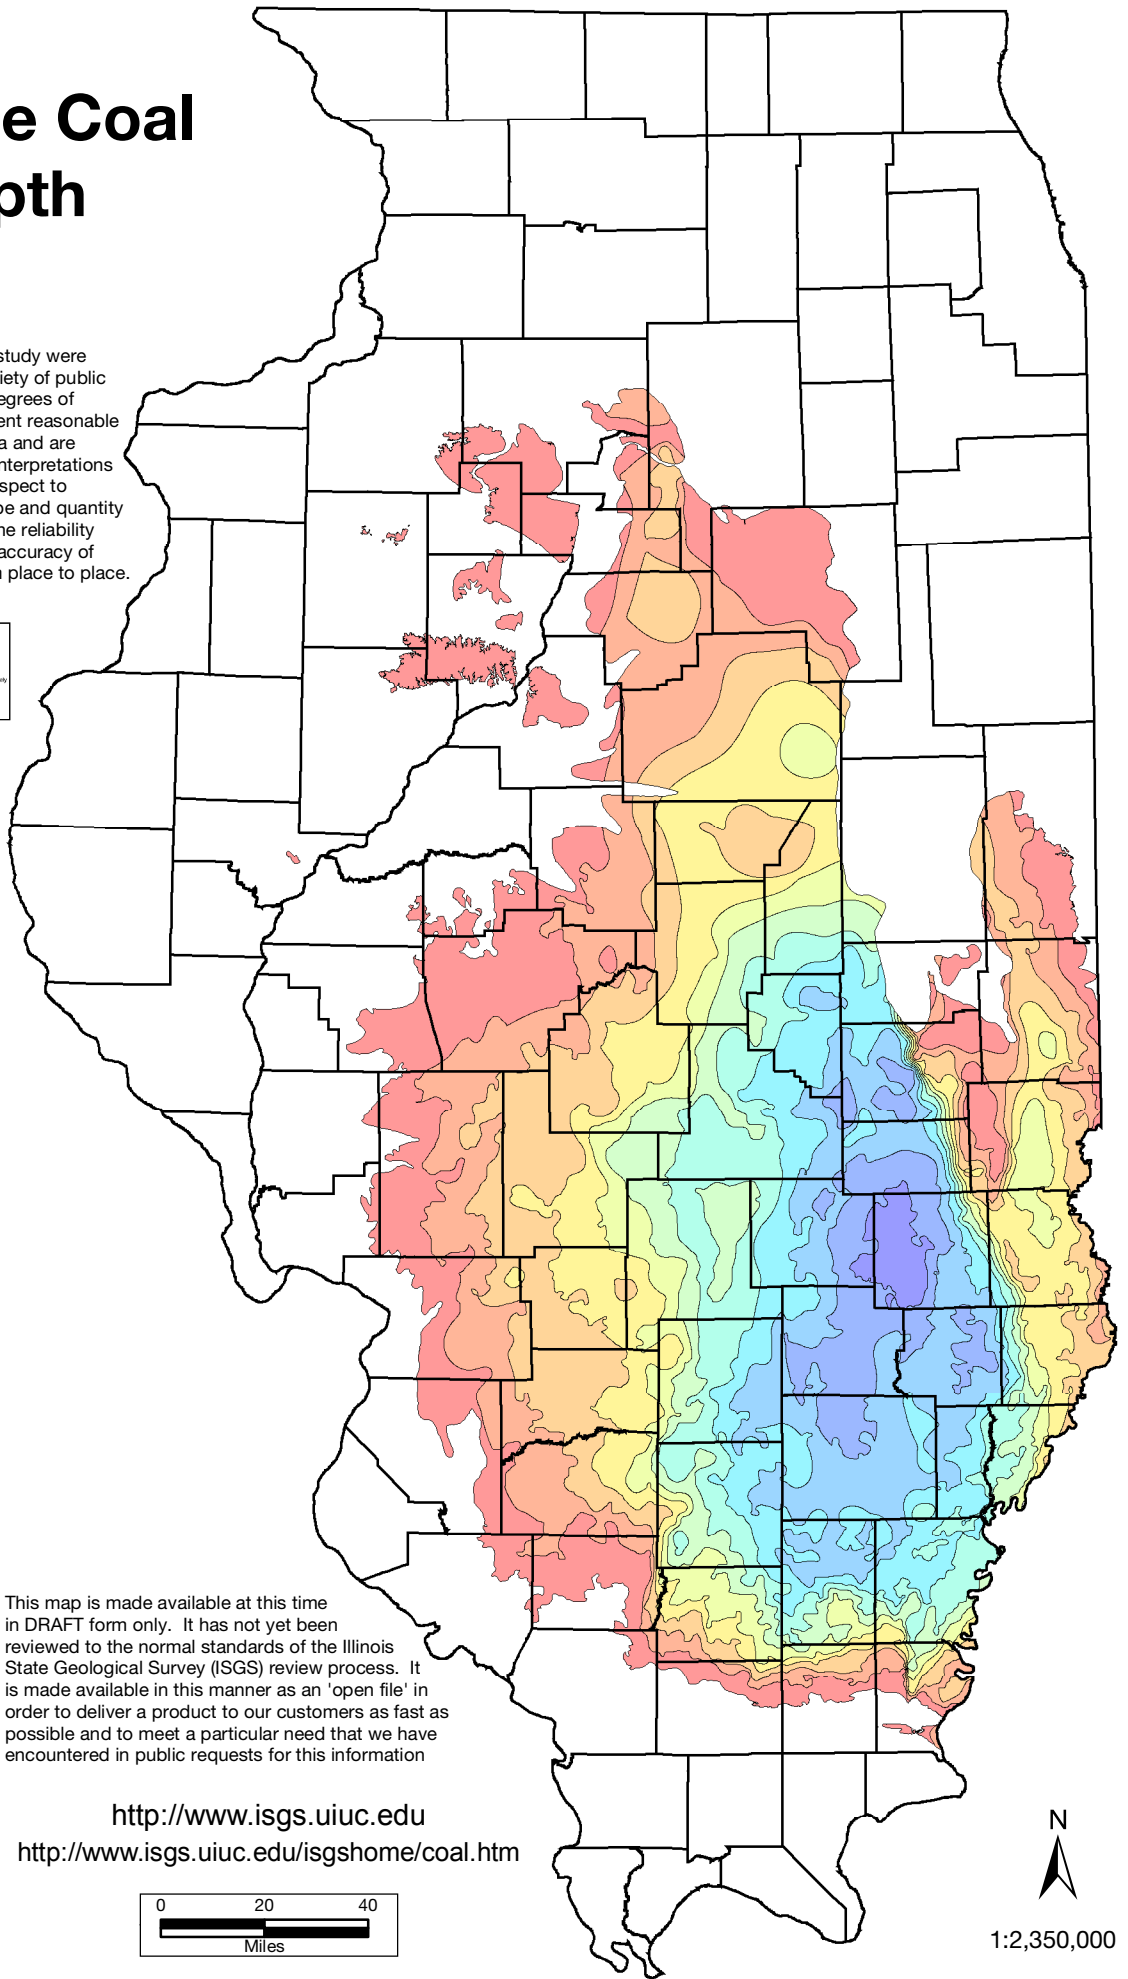 e Coal
pth
study were
iety of public
egrees of
ent reasonable
a and are
nterpretations
spect to
pe and quantity
ne reliability
accuracy of
n place to place.
This map is made available at this time
in DRAFT form only. It has not yet been
reviewed to the normal standards of the Illinois
State Geological Survey (ISGS) review process. It
is made available in this manner as an 'open file' in
order to deliver a product to our customers as fast as
possible and to meet a particular need that we have
encountered in public requests for this information
http://www.isgs.uiuc.edu
http://www.isgs.uiuc.edu/isgshome/coal.htm
0 20 40
Miles
N
1:2,350,000